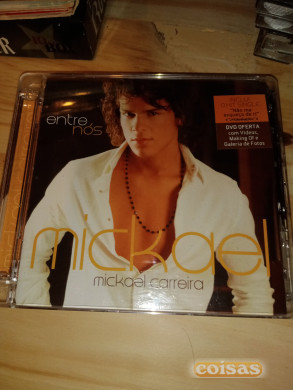 entre
nós
DVD OFERTA
com Vídeos,
Making Of e
Galeria de Fotos
mickael
mickael carreira
coisas